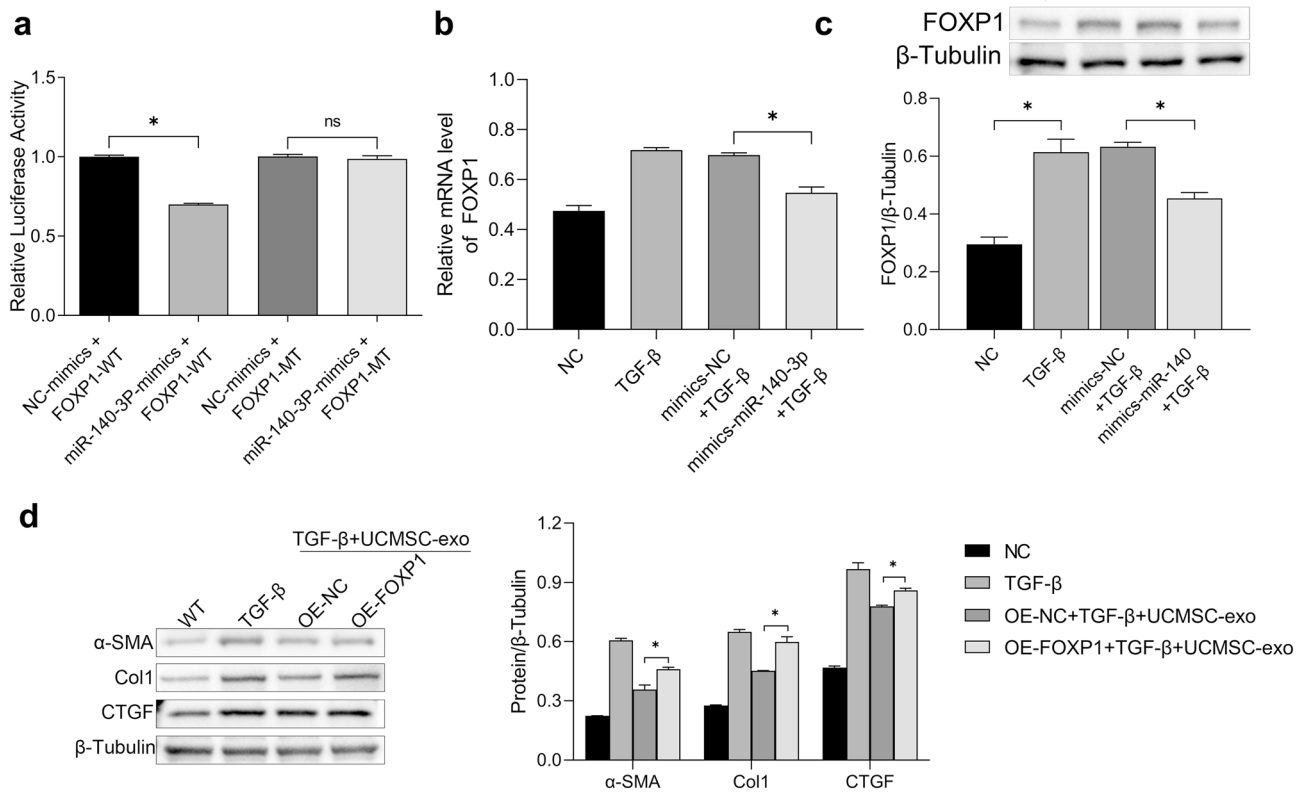 a
Relative Luciferase Activity
1.5
1.0
0.5
0.0
*
ns
NC-mimics +
FOXP1-WT
miR-140-3P-mimics +
FOXP1-WT
NC-mimics +
FOXP1-MT
miR-140-3P-mimics +
FOXP1-MT
b
Relative mRNA level
of FOXP1
1.0
0.8
0.6
0.4
0.2
0.0
*
NC
TGF-β
mimics-NC
+TGF-β
mimics-miR-140-3p
+TGF-β
c
FOXP1
β-Tubulin
FOXP1/β-Tubulin
0.8
0.6
0.4
0.2
0.0
*
*
NC
TGF-β
mimics-NC
+TGF-β
mimics-miR-140
+TGF-β
d
TGF-β+UCMSC-exo
WT
TGF-β
OE-NC
OE-FOXP1
α-SMA
Col1
CTGF
β-Tubulin
Protein/β-Tubulin
1.2
0.9
0.6
0.3
0.0
*
*
*
α-SMA
Col1
CTGF
NC
TGF-β
OE-NC+TGF-β+UCMSC-exo
OE-FOXP1+TGF-β+UCMSC-exo